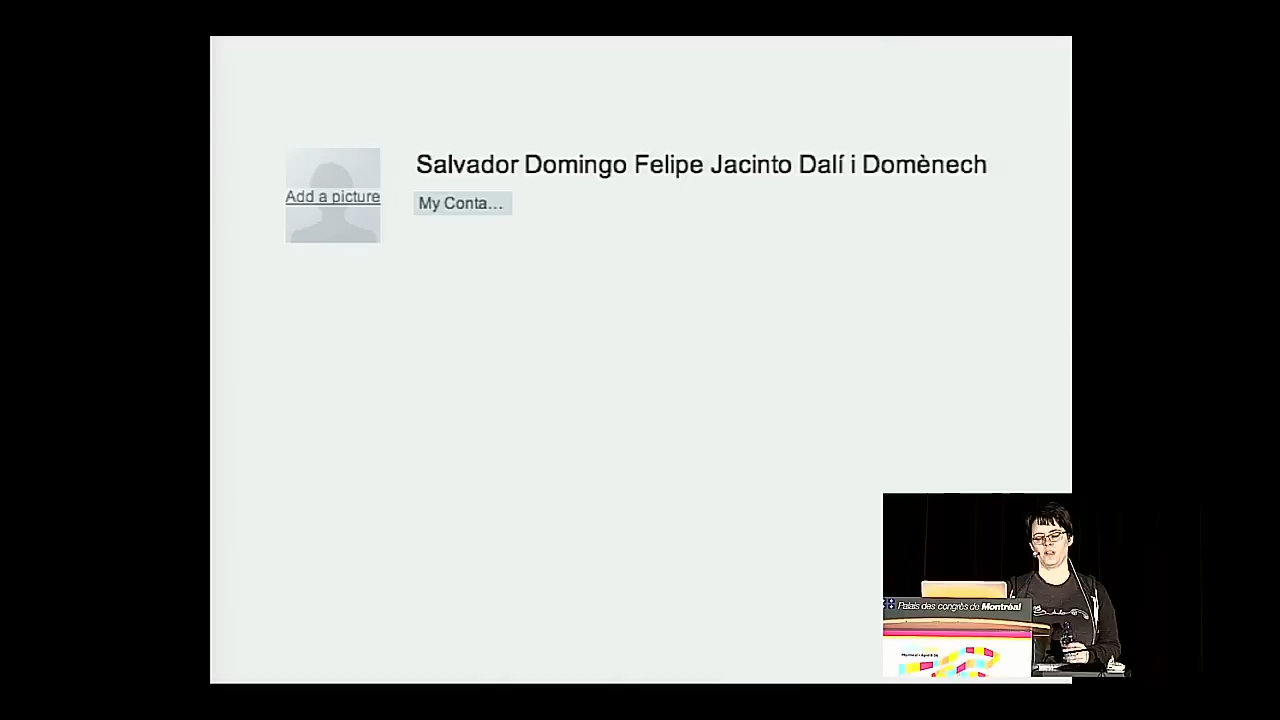 Salvador Domingo Felipe Jacinto Dalí i Domènech
Add a picture
My Conta...
Palais des congrès de Montréal